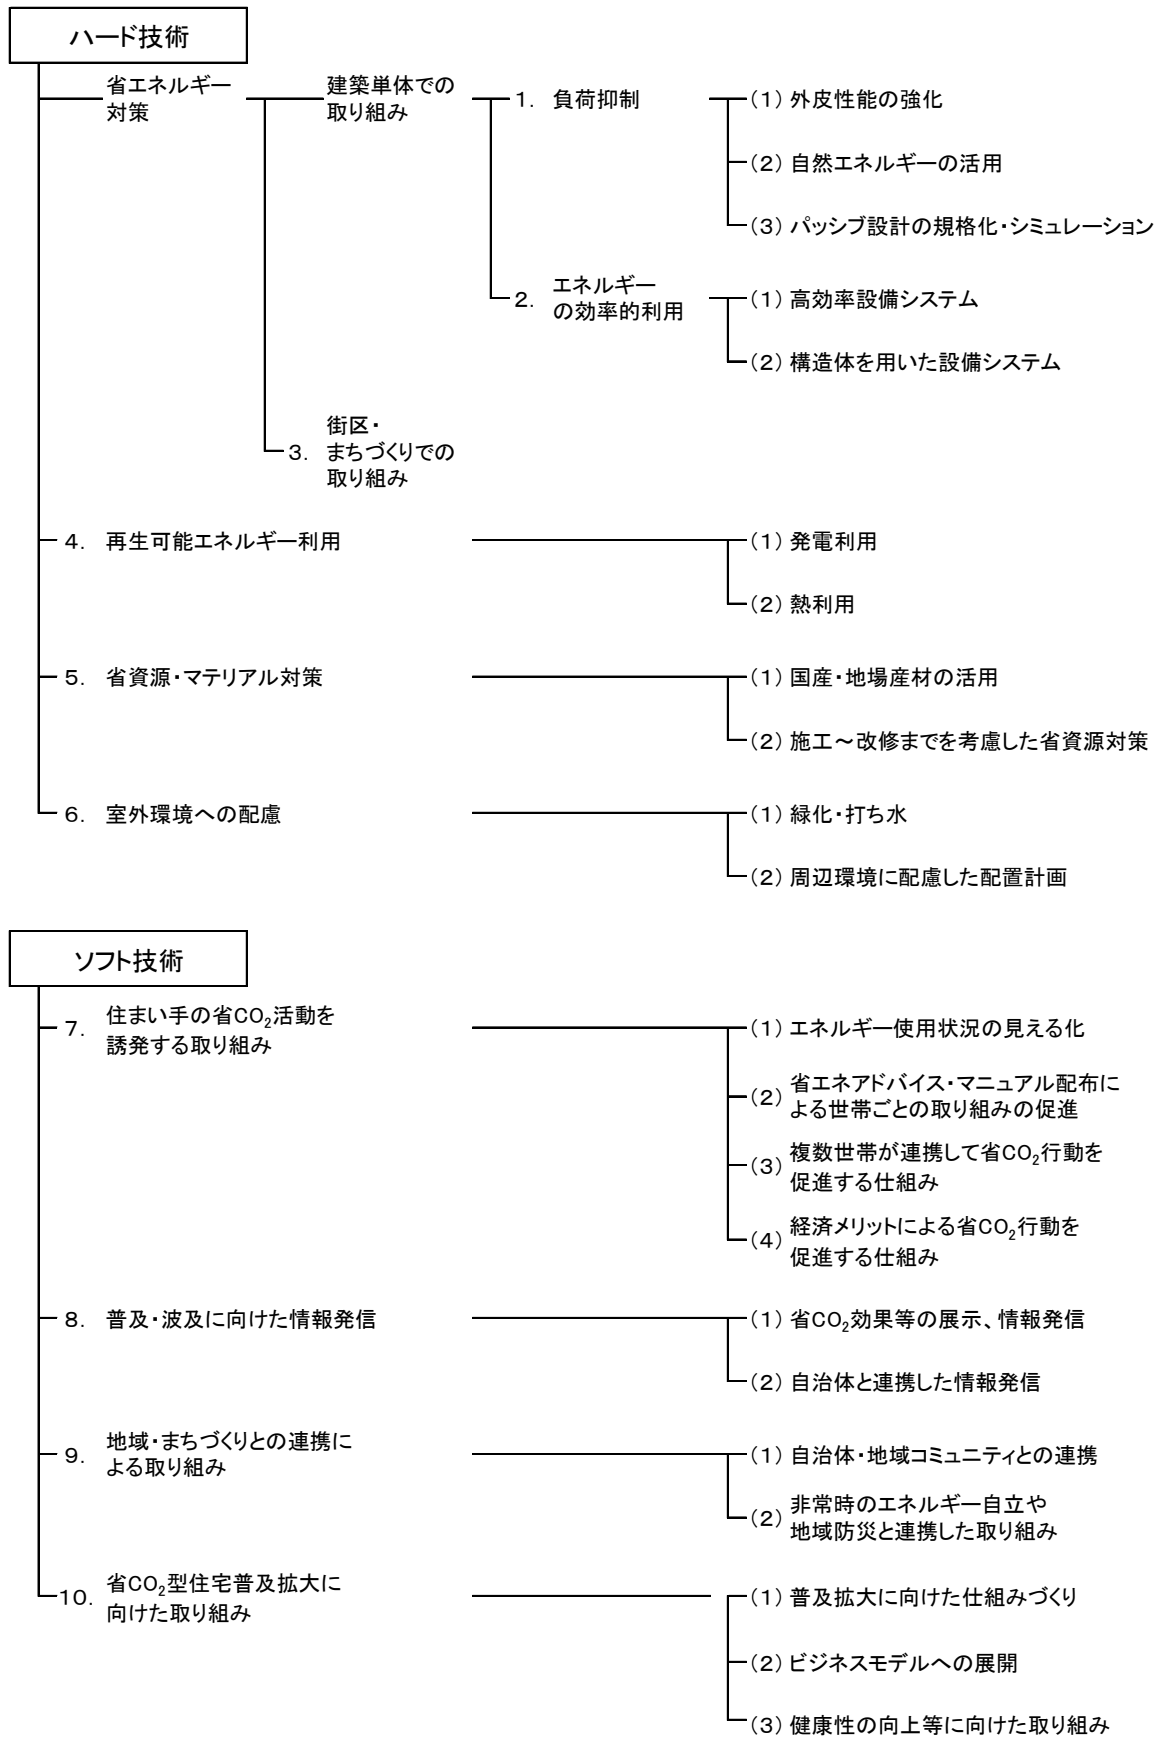 ハード技術
省エネルギー
対策
建築単体での
取り組み
1. 負荷抑制
(1) 外皮性能の強化
(2) 自然エネルギーの活用
(3) パッシブ設計の規格化・シミュレーション
2. エネルギー
の効率的利用
(1) 高効率設備システム
(2) 構造体を用いた設備システム
3. 街区・
まちづくりでの
取り組み
4. 再生可能エネルギー利用
(1) 発電利用
(2) 熱利用
5. 省資源・マテリアル対策
(1) 国産・地場産材の活用
(2) 施工～改修までを考慮した省資源対策
6. 室外環境への配慮
(1) 緑化・打ち水
(2) 周辺環境に配慮した配置計画
ソフト技術
7. 住まい手の省CO₂活動を
誘発する取り組み
(1) エネルギー使用状況の見える化
(2) 省エネアドバイス・マニュアル配布に
よる世帯ごとの取り組みの促進
(3) 複数世帯が連携して省CO₂行動を
促進する仕組み
(4) 経済メリットによる省CO₂行動を
促進する仕組み
8. 普及・波及に向けた情報発信
(1) 省CO₂効果等の展示、情報発信
(2) 自治体と連携した情報発信
9. 地域・まちづくりとの連携に
よる取り組み
(1) 自治体・地域コミュニティとの連携
(2) 非常時のエネルギー自立や
地域防災と連携した取り組み
10. 省CO₂型住宅普及拡大に
向けた取り組み
(1) 普及拡大に向けた仕組みづくり
(2) ビジネスモデルへの展開
(3) 健康性の向上等に向けた取り組み